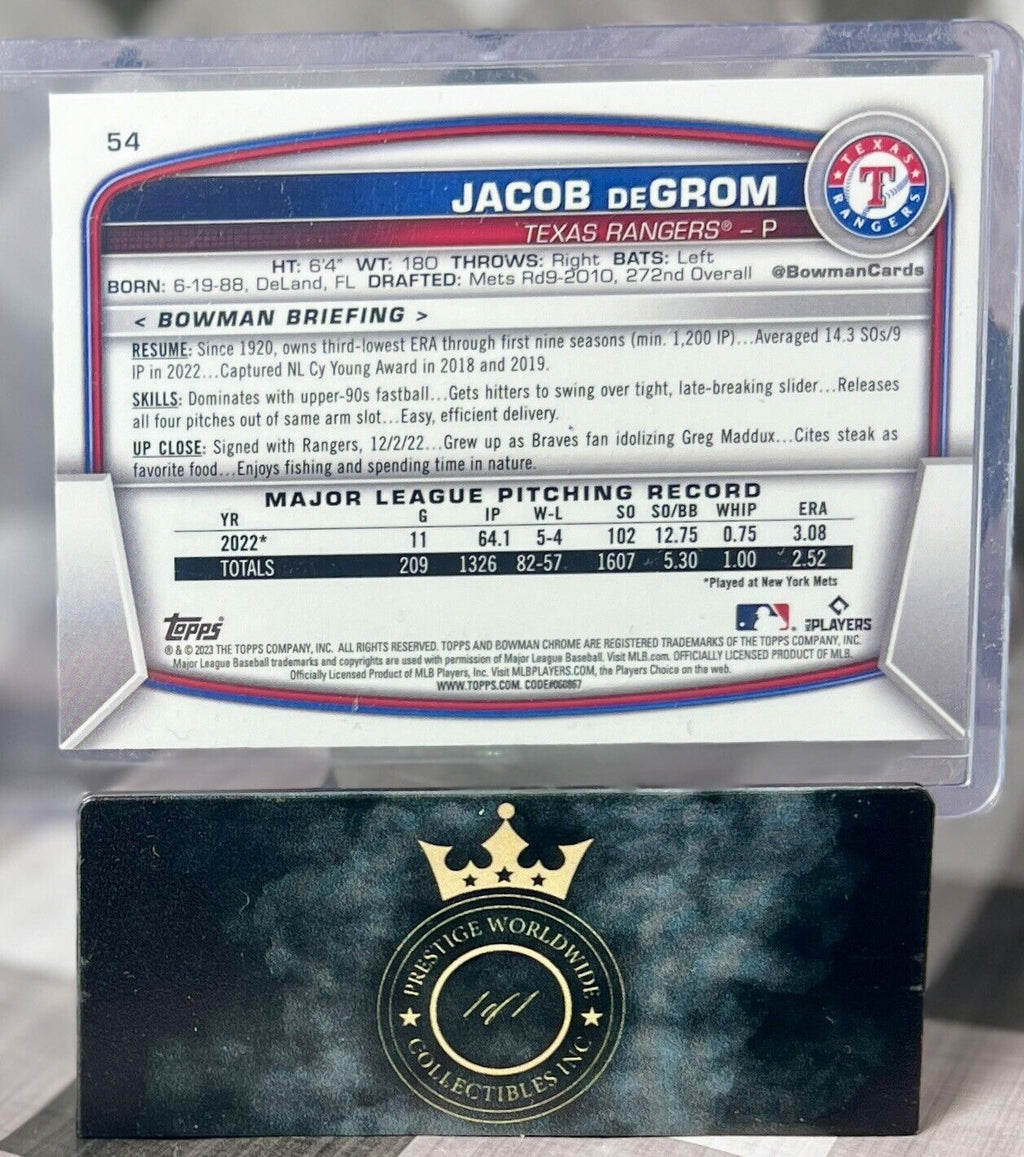 54
TEXAS
T
RANGERS
JACOB DEGROM
TEXAS RANGERS® – P
HT: 6'4" WT: 180 THROWS: Right BATS: Left
BORN: 6-19-88, DeLand, FL DRAFTED: Mets Rd9-2010, 272nd Overall
@BowmanCards
< BOWMAN BRIEFING >
RESUME: Since 1920, owns third-lowest ERA through first nine seasons (min. 1,200 IP)...Averaged 14.3 SOs/9
IP in 2022...Captured NL Cy Young Award in 2018 and 2019.
SKILLS: Dominates with upper-90s fastball...Gets hitters to swing over tight, late-breaking slider...Releases
all four pitches out of same arm slot...Easy, efficient delivery.
UP CLOSE: Signed with Rangers, 12/2/22...Grew up as Braves fan idolizing Greg Maddux...Cites steak as
favorite food...Enjoys fishing and spending time in nature.
MAJOR LEAGUE PITCHING RECORD
YR G IP W-L SO SO/BB WHIP ERA
2022* 11 64.1 5-4 102 12.75 0.75 3.08
TOTALS 209 1326 82-57 1607 5.30 1.00 2.52
*Played at New York Mets
Topps
PLAYERS
® & © 2023 THE TOPPS COMPANY, INC. ALL RIGHTS RESERVED. TOPPS AND BOWMAN CHROME ARE REGISTERED TRADEMARKS OF THE TOPPS COMPANY, INC.
Major League Baseball trademarks and copyrights are used with permission of Major League Baseball. Visit MLB.com. OFFICIALLY LICENSED PRODUCT OF MLB.
Officially Licensed Product of MLB Players, Inc. Visit MLBPLAYERS.COM, the Players Choice on the web.
WWW.TOPPS.COM.
PRESTIGE WORLDWIDE
1of1
COLLECTIBLES INC